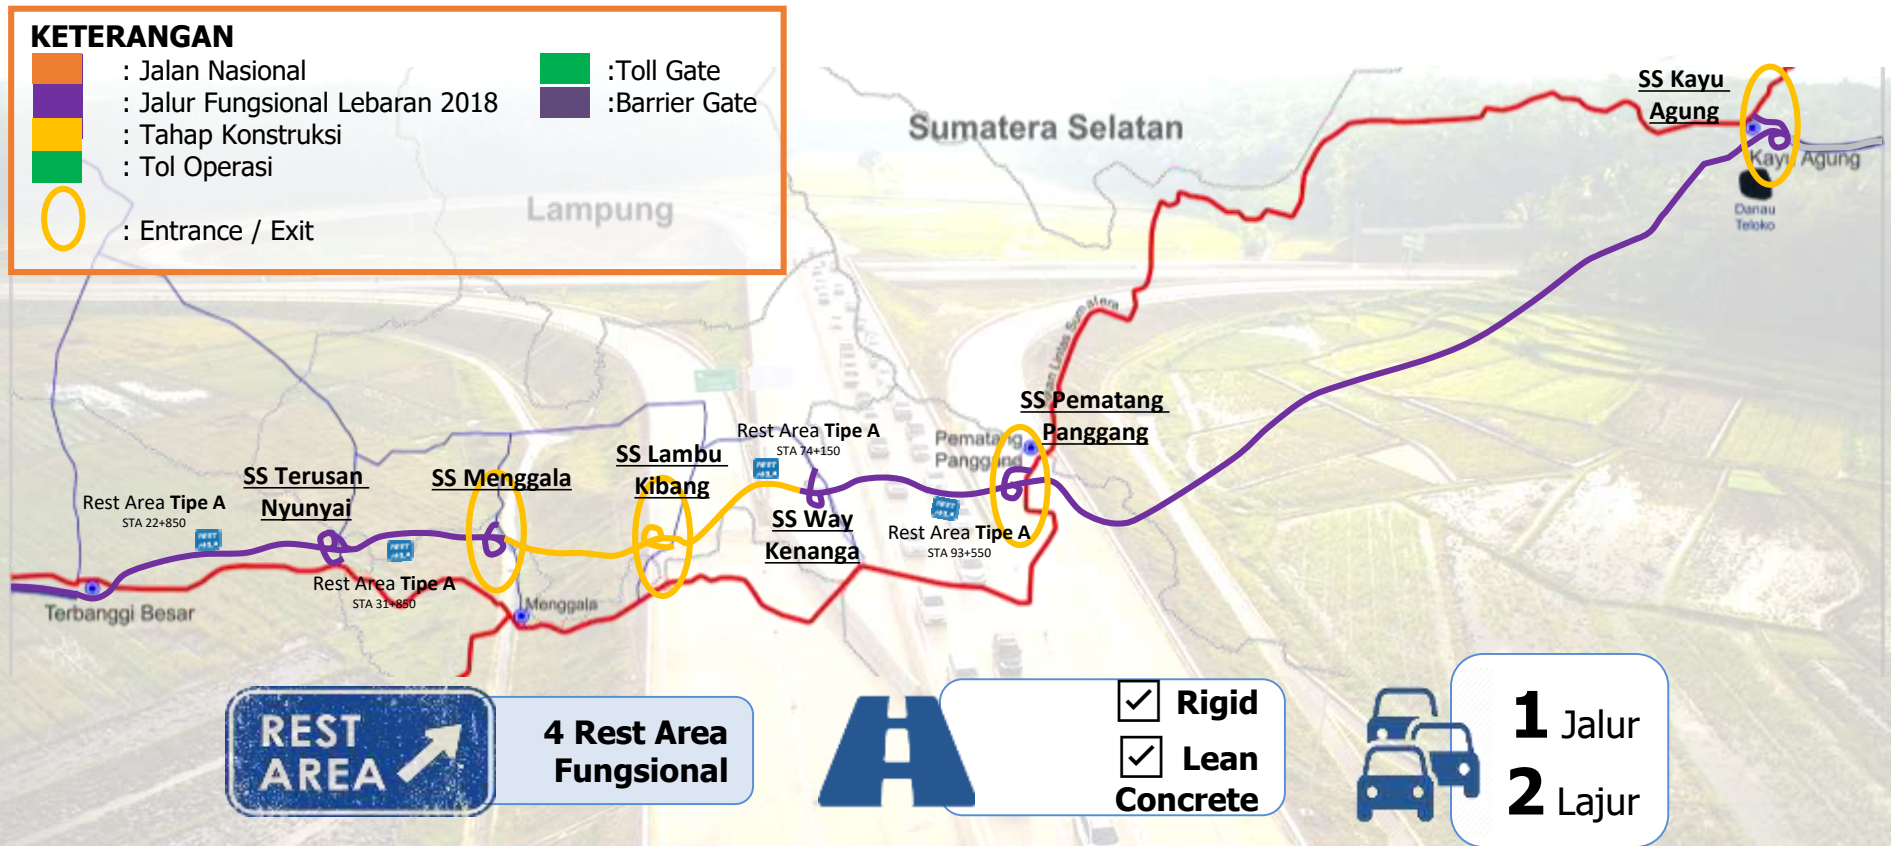 KETERANGAN
: Jalan Nasional
: Jalur Fungsional Lebaran 2018
: Tahap Konstruksi
: Tol Operasi
: Entrance / Exit
:Toll Gate
:Barrier Gate
Sumatera Selatan
Lampung
SS Kayu
Agung
Kayu Agung
Danau
Teloko
Lintas Sumatera
SS Pematang
Panggang
Pematang
Panggang
Rest Area Tipe A
STA 74+150
SS Lambu
Kibang
SS Menggala
SS Terusan
Nyunyai
Rest Area Tipe A
STA 22+850
SS Way
Kenanga
Rest Area Tipe A
STA 93+550
Rest Area Tipe A
STA 31+850
Terbanggi Besar
Menggala
REST
AREA
4 Rest Area
Fungsional
Rigid
Lean
Concrete
1 Jalur
2 Lajur